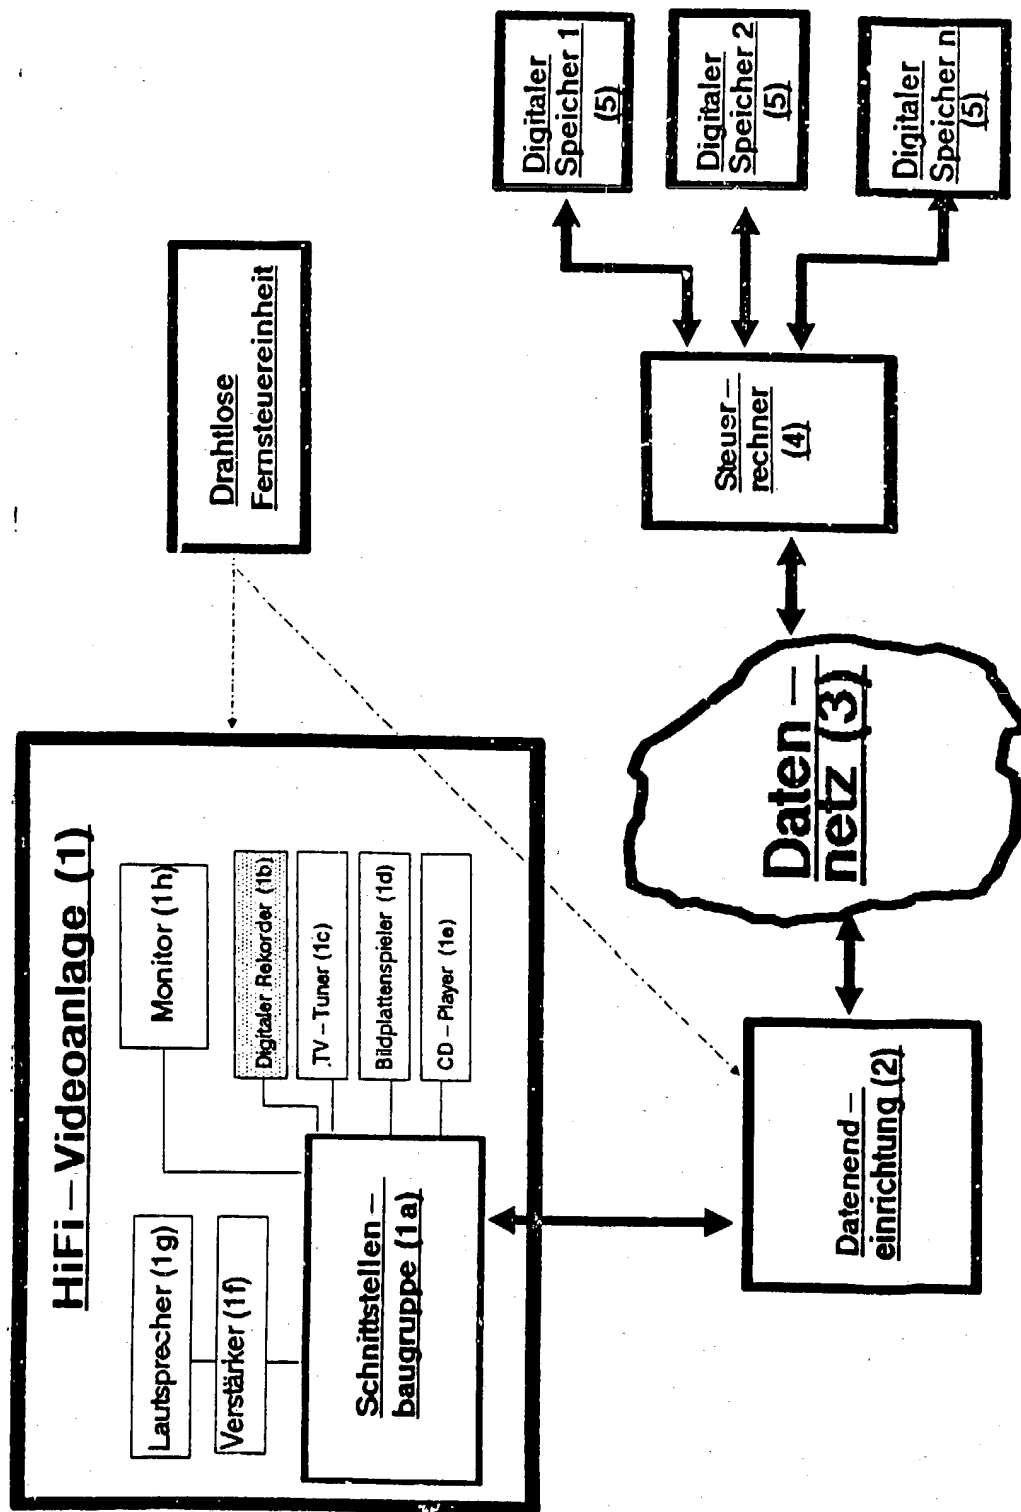 HiFi–Videoanlage (1)
Lautsprecher (1g)
Verstärker (1f)
Monitor (1h)
Digitaler Rekorder (1b)
TV–Tuner (1c)
Bildplattenspieler (1d)
CD–Player (1e)
Schnittstellen–
baugruppe (1a)
Drahtlose
Fernsteuereinheit
Datenend–
einrichtung (2)
Daten–
netz (3)
Steuer–
rechner
(4)
Digitaler
Speicher 1
(5)
Digitaler
Speicher 2
(5)
Digitaler
Speicher n
(5)